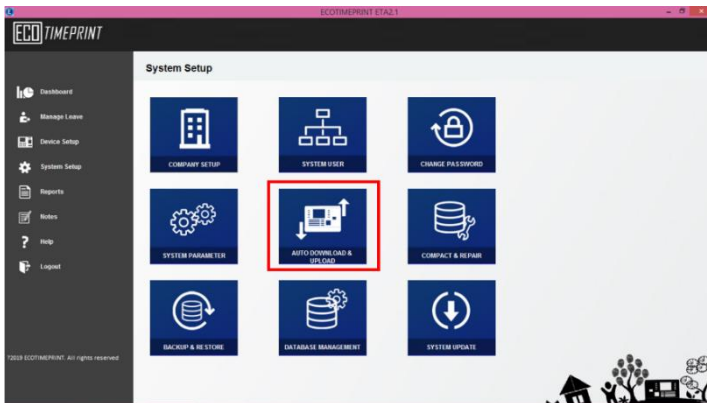 ECOTIMEPRINT ETA2.1
ECO TIMEPRINT
System Setup
Dashboard
Manage Leave
Device Setup
System Setup
Reports
Notes
Help
Logout
COMPANY SETUP
SYSTEM USER
CHANGE PASSWORD
SYSTEM PARAMETER
AUTO DOWNLOAD &
UPLOAD
COMPACT & REPAIR
BACKUP & RESTORE
DATABASE MANAGEMENT
SYSTEM UPDATE
?2019 ECOTIMEPRINT. All rights reserved